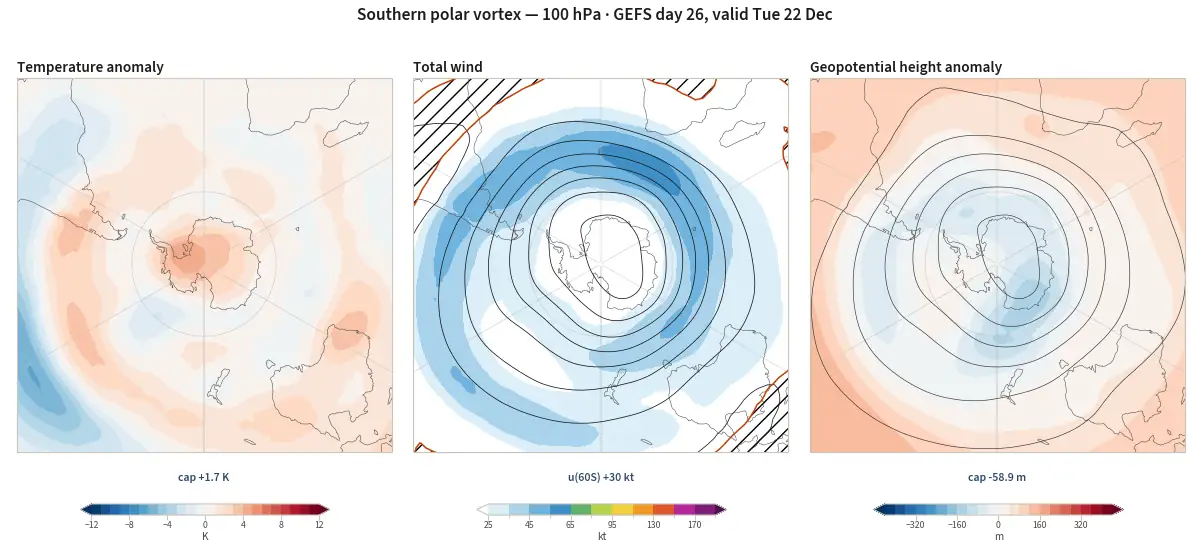 Southern polar vortex — 100 hPa · GEFS day 26, valid Tue 22 Dec
Temperature anomaly
Total wind
Geopotential height anomaly
cap +1.7 K
u(60S) +30 kt
cap -58.9 m
−12 −8 −4 0 4 8 12
K
25 45 65 95 130 170
kt
−320 −160 0 160 320
m